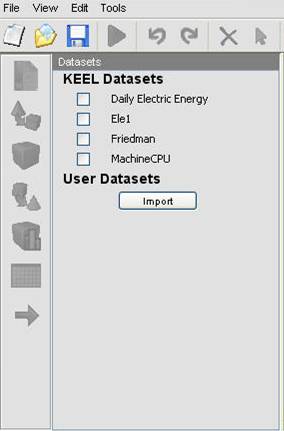 File View Edit Tools
Datasets
KEEL Datasets
Daily Electric Energy
Ele1
Friedman
MachineCPU
User Datasets
Import